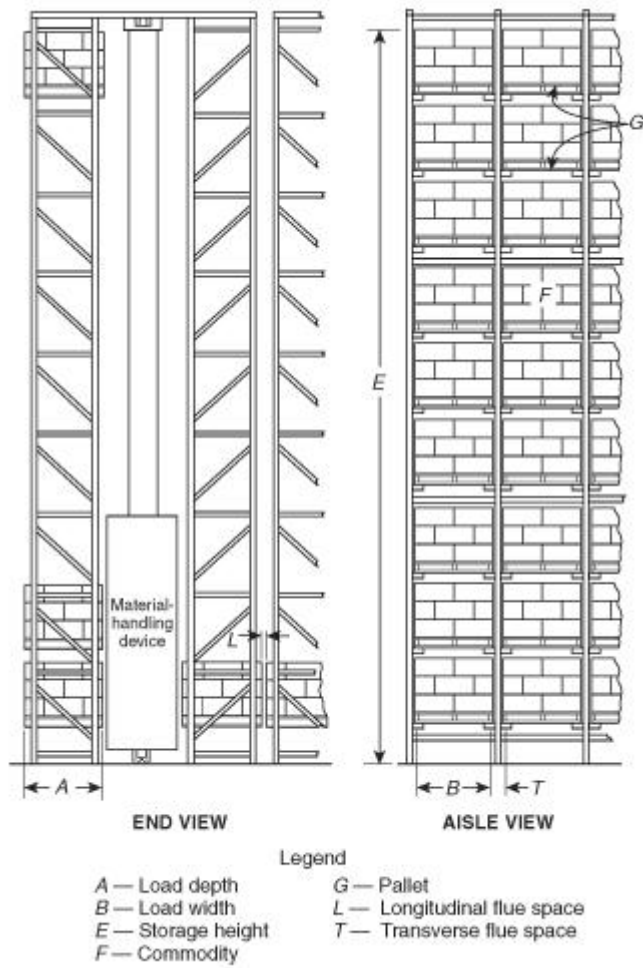 G
F
E
Material-
handling
device
L
A
B
T
END VIEW
AISLE VIEW
Legend
A — Load depth
B — Load width
E — Storage height
F — Commodity
G — Pallet
L — Longitudinal flue space
T — Transverse flue space